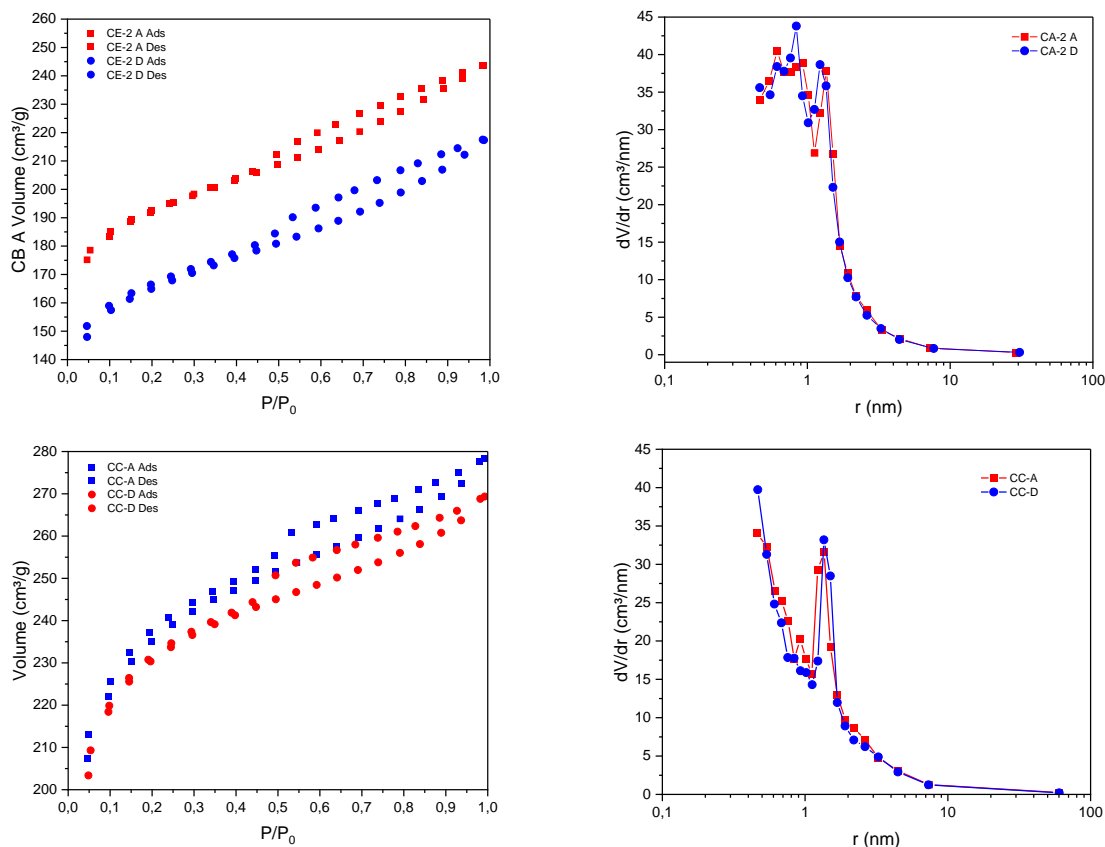 CB A Volume (cm³/g)
260
250
240
230
220
210
200
190
180
170
160
150
140
CE-2 A Ads
CE-2 A Des
CE-2 D Ads
CE-2 D Des
0,0 0,1 0,2 0,3 0,4 0,5 0,6 0,7 0,8 0,9 1,0
P/P0
dV/dr (cm³/nm)
45
40
35
30
25
20
15
10
5
0
CA-2 A
CA-2 D
0,1 1 10 100
r (nm)
Volume (cm³/g)
280
270
260
250
240
230
220
210
200
CC-A Ads
CC-A Des
CC-D Ads
CC-D Des
0,0 0,1 0,2 0,3 0,4 0,5 0,6 0,7 0,8 0,9 1,0
P/P0
dV/dr (cm³/nm)
45
40
35
30
25
20
15
10
5
0
CC-A
CC-D
0,1 1 10 100
r (nm)